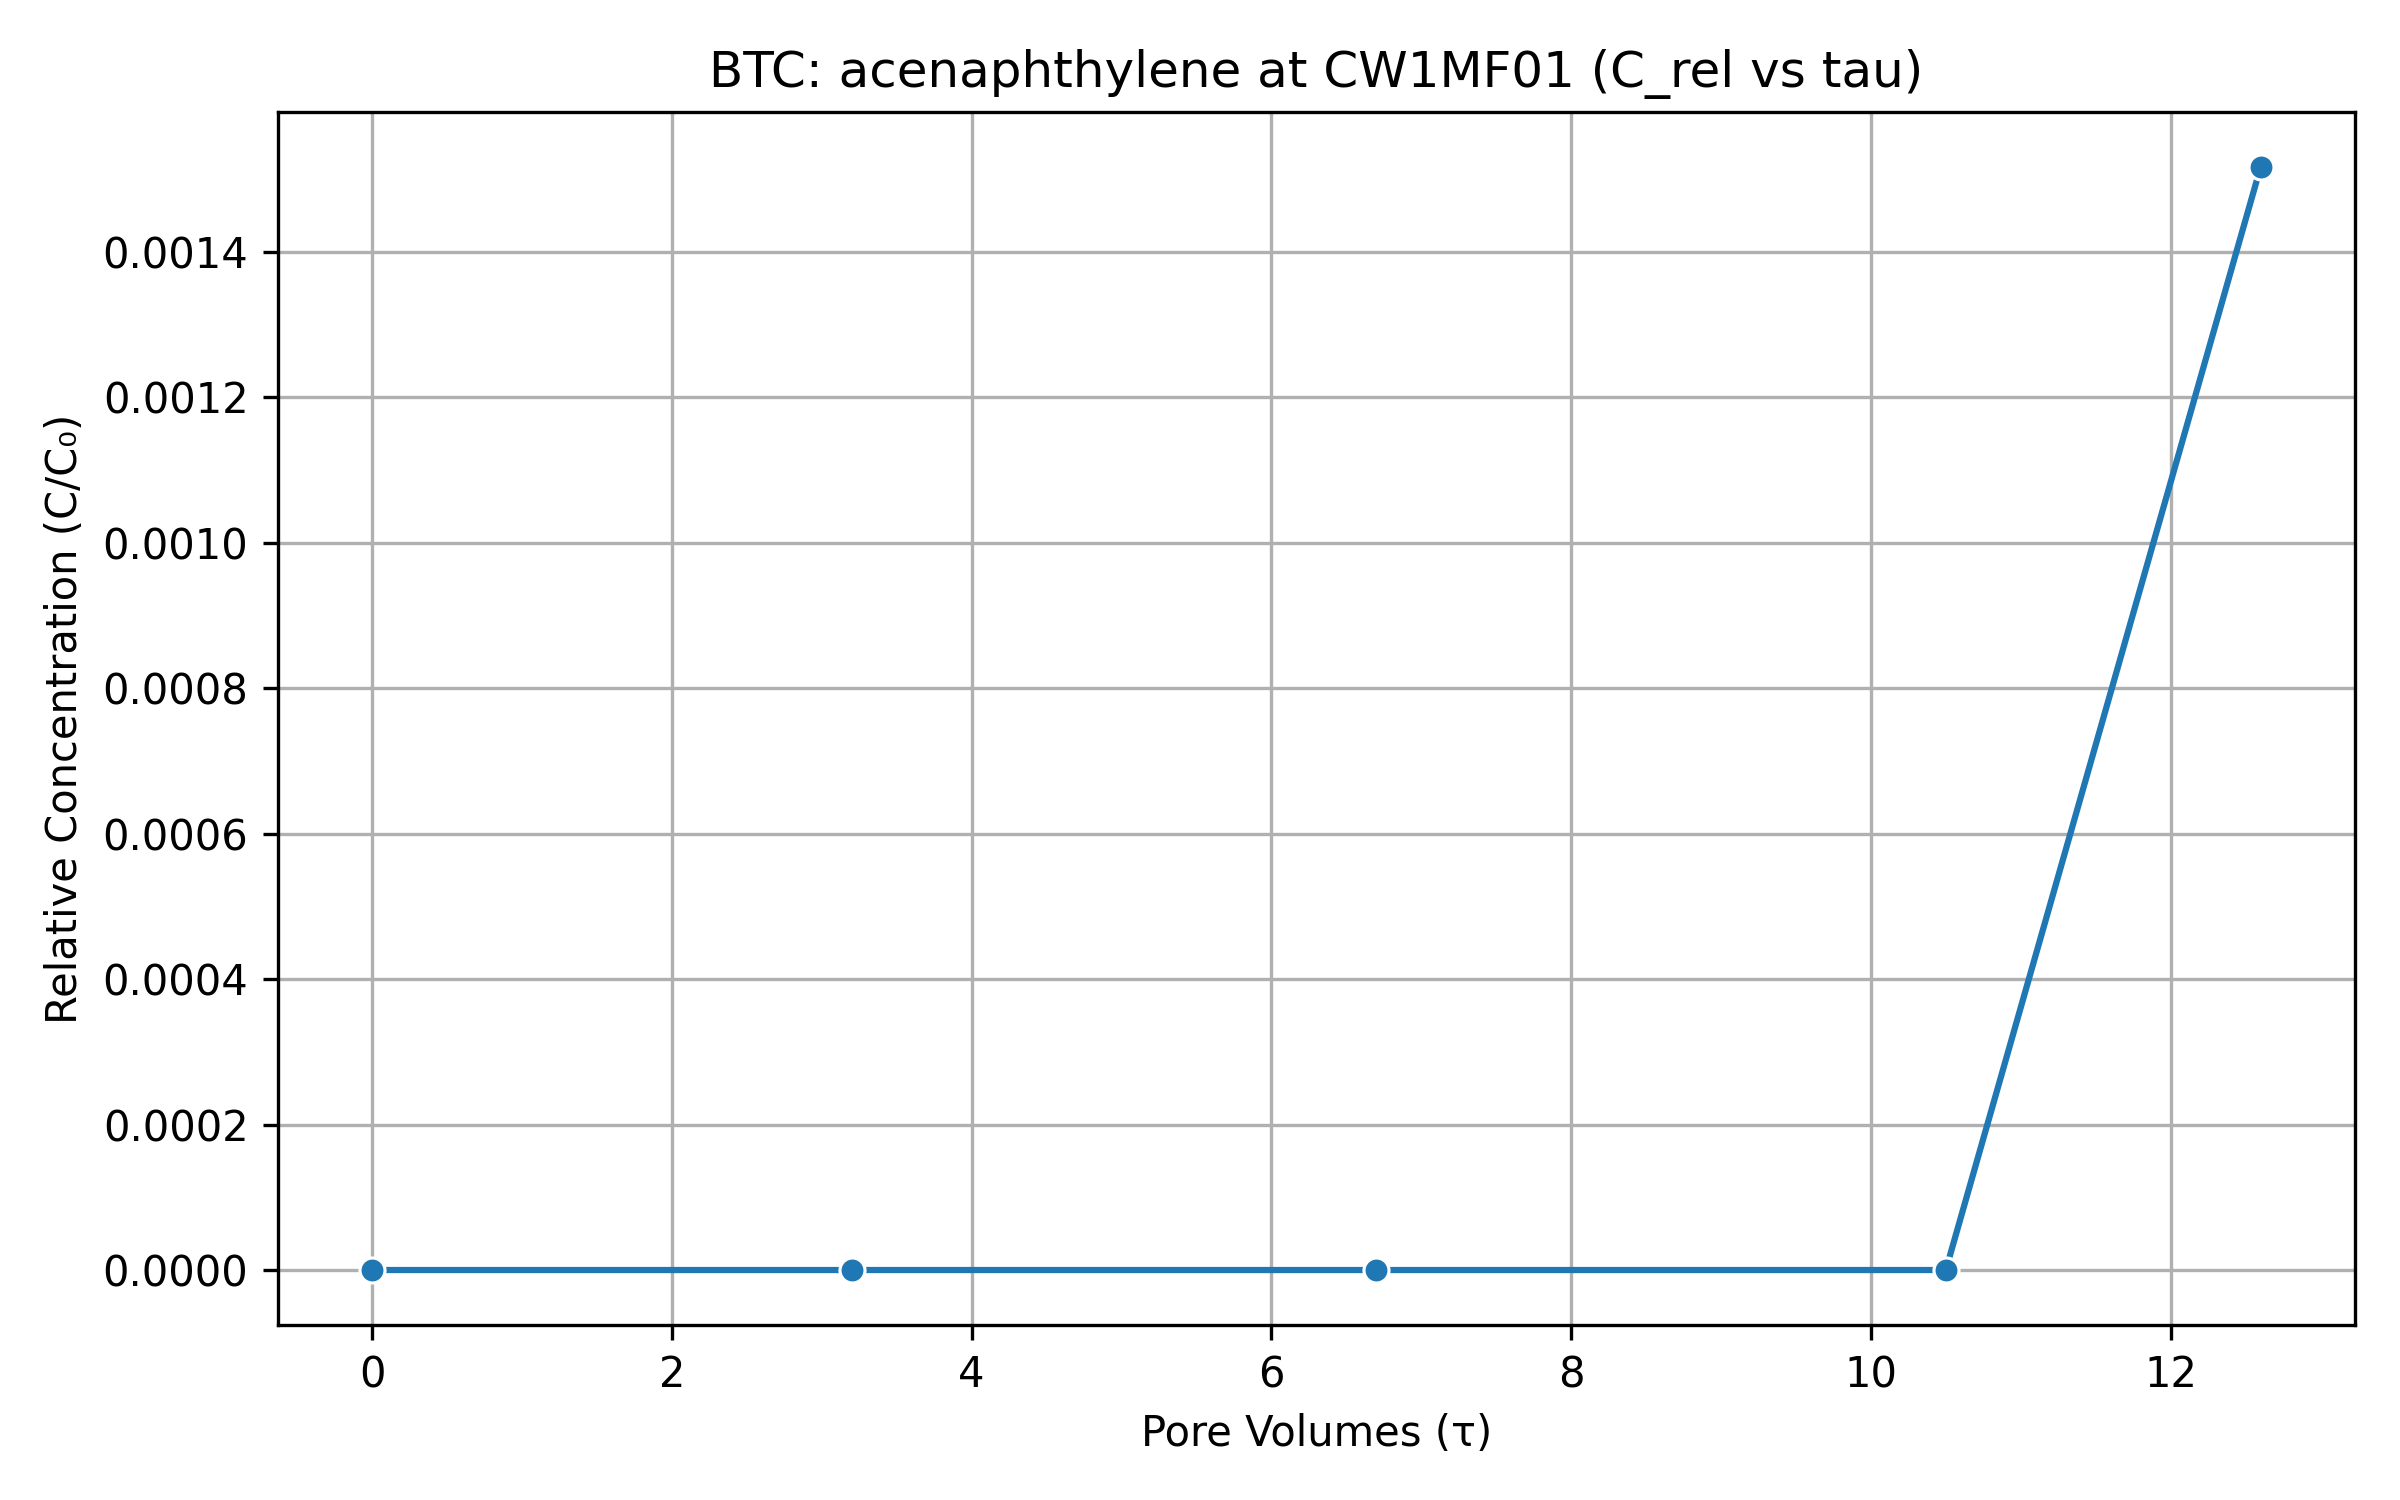 BTC: acenaphthylene at CW1MF01 (C_rel vs tau)
Relative Concentration (C/C₀)
0.0014
0.0012
0.0010
0.0008
0.0006
0.0004
0.0002
0.0000
0 2 4 6 8 10 12
Pore Volumes (τ)